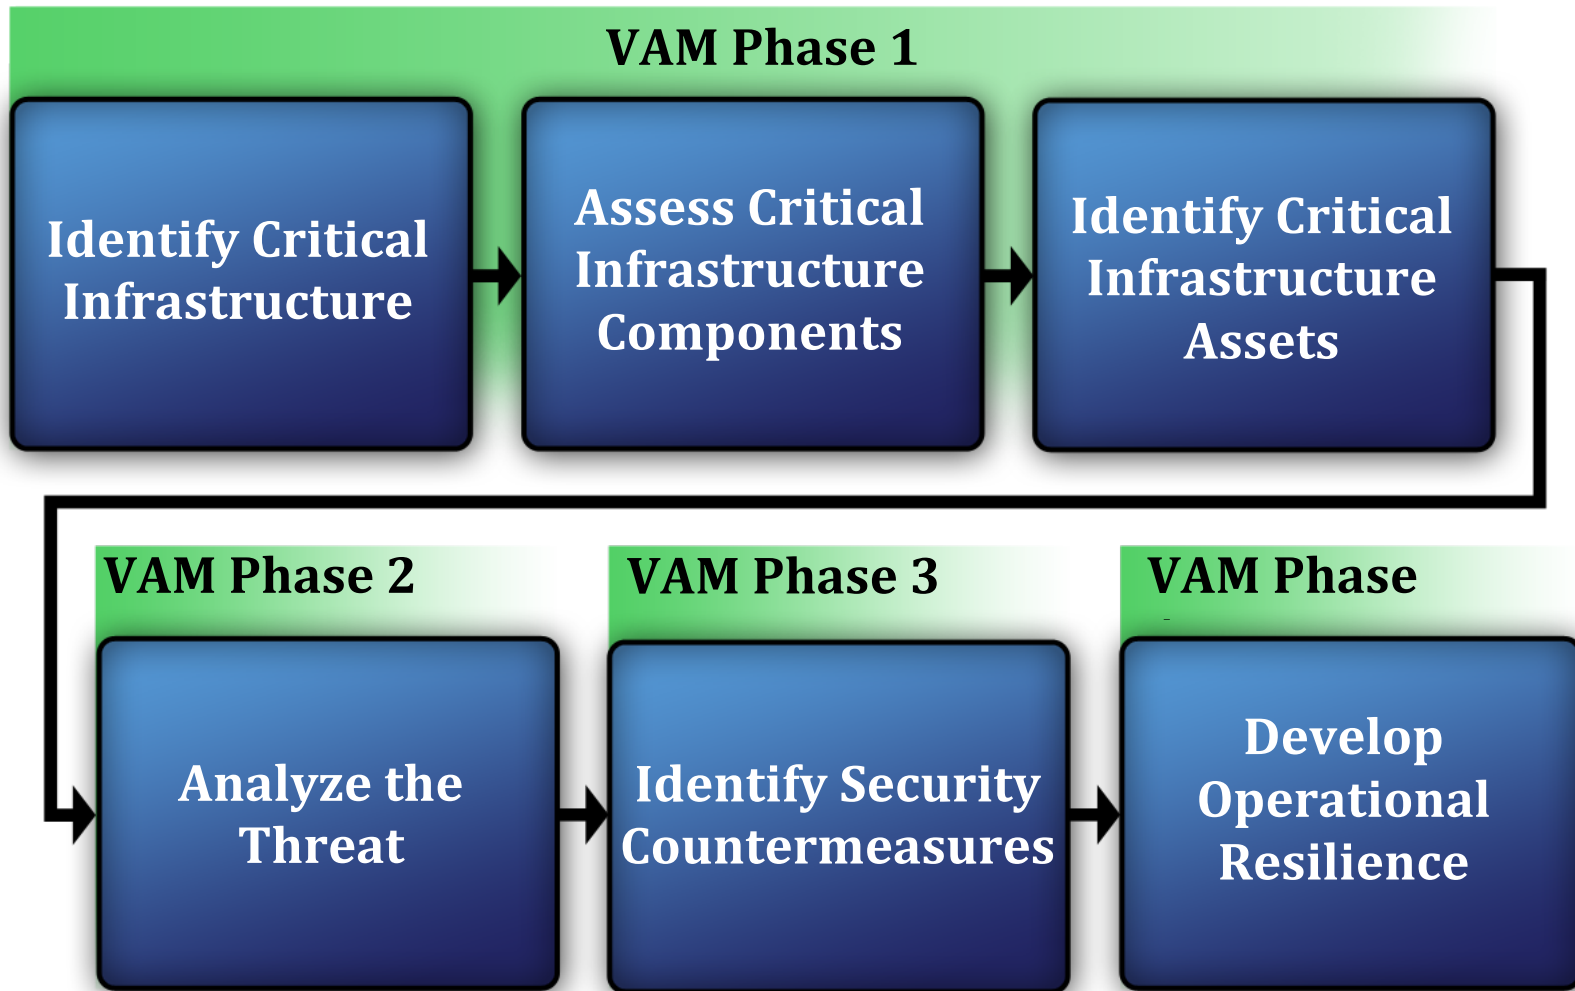 VAM Phase 1
Identify Critical
Infrastructure
Assess Critical
Infrastructure
Components
Identify Critical
Infrastructure
Assets
VAM Phase 2
VAM Phase 3
VAM Phase
Analyze the
Threat
Identify Security
Countermeasures
Develop
Operational
Resilience